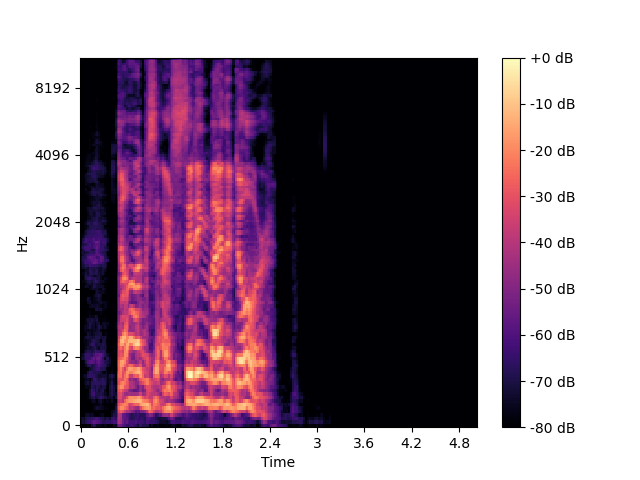 8192
4096
2048
1024
512
0
Hz
0 0.6 1.2 1.8 2.4 3 3.6 4.2 4.8
Time
+0 dB
-10 dB
-20 dB
-30 dB
-40 dB
-50 dB
-60 dB
-70 dB
-80 dB